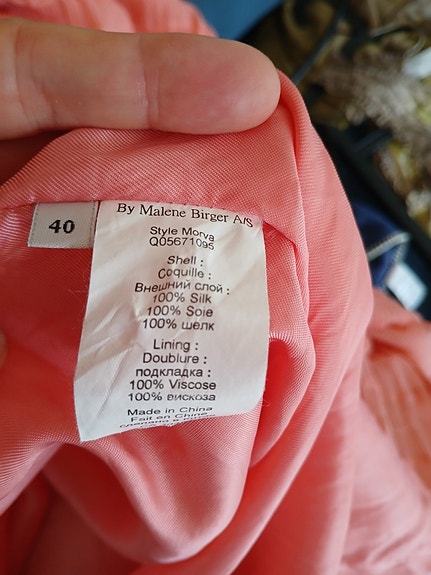 40
By Malene Birger A/S
Style Morva
Q05671095
Shell :
Coquille :
Внешний слой :
100% Silk
100% Soie
100% шелк
Lining :
Doublure :
подкладка :
100% Viscose
100% вискоза
Made in China
Fait en Chine
сделано в